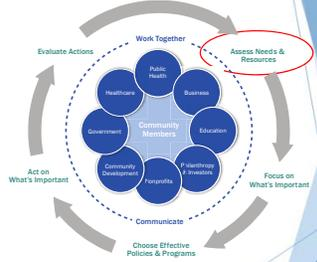 Work Together
Evaluate Actions
Assess Needs &
Resources
Public
Health
Healthcare
Business
Government
Community
Members
Education
Community
Development
Philanthropy
& Investors
Nonprofits
Act on
What's Important
Focus on
What's Important
Communicate
Choose Effective
Policies & Programs